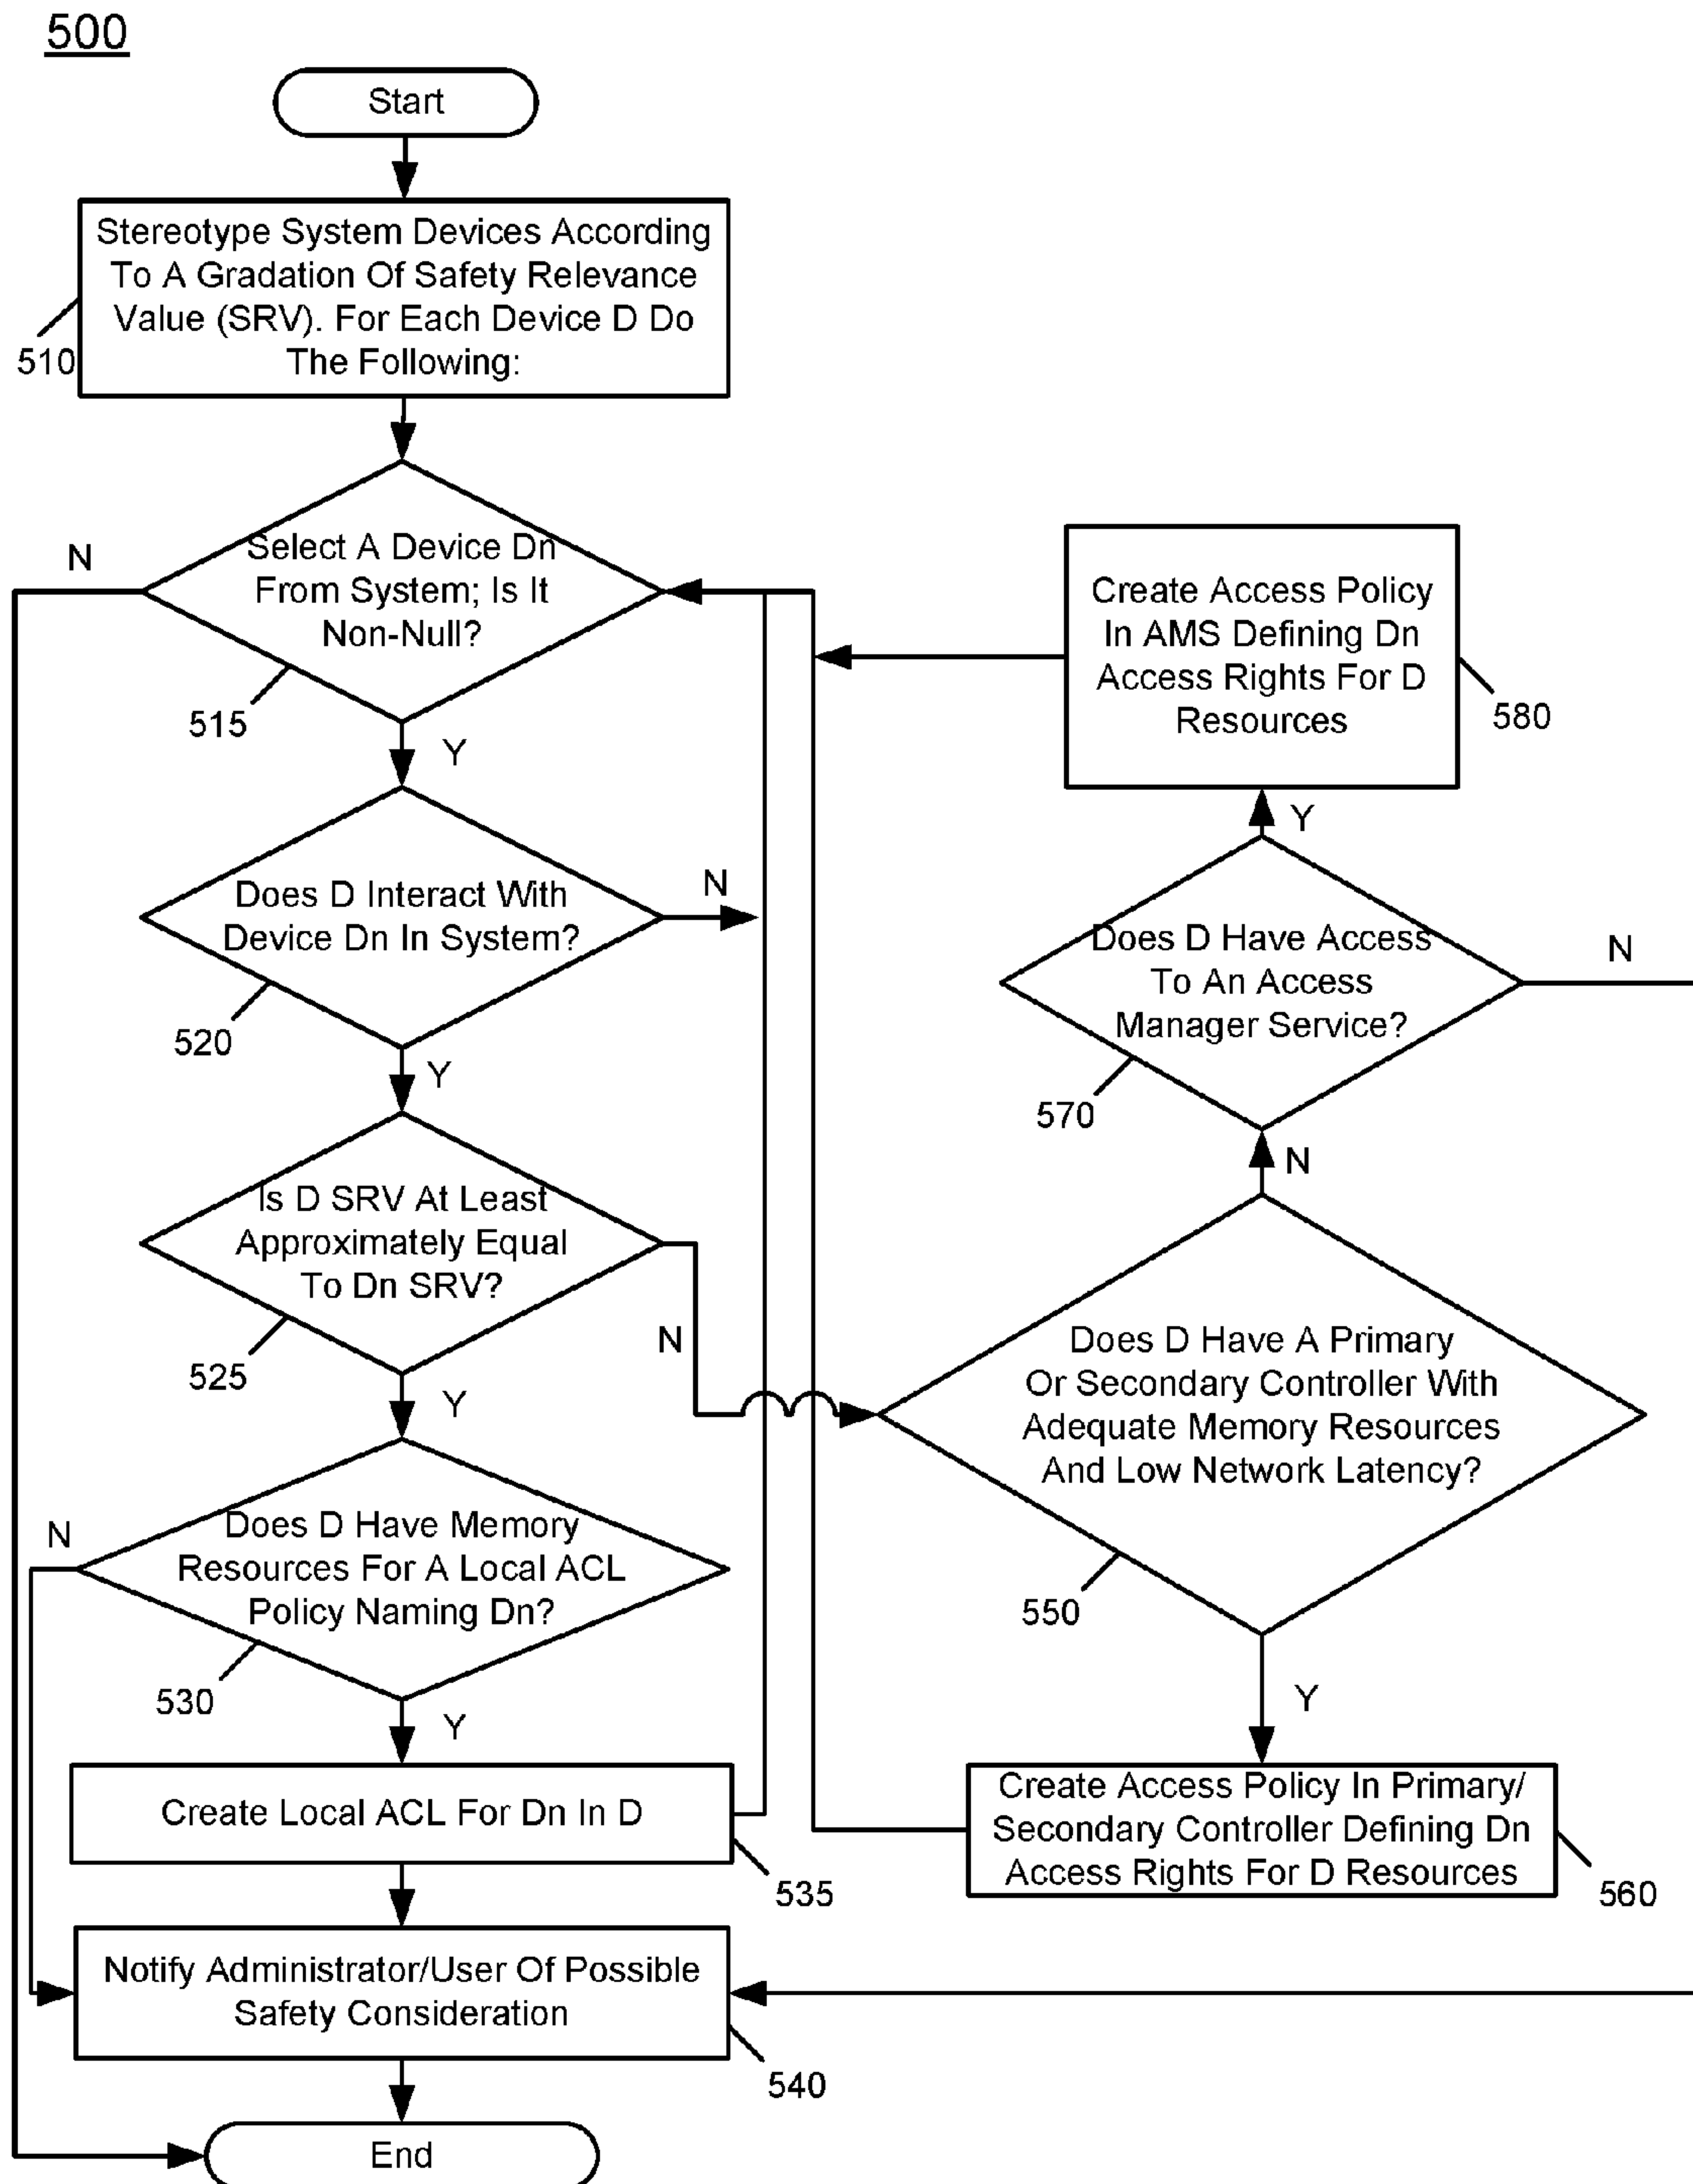 500
Start
Stereotype System Devices According
To A Gradation Of Safety Relevance
Value (SRV). For Each Device D Do
The Following:
510
N
Select A Device Dn
From System; Is It
Non-Null?
515
Y
Does D Interact With
Device Dn In System?
N
520
Y
Is D SRV At Least
Approximately Equal
To Dn SRV?
N
525
Y
Does D Have Memory
Resources For A Local ACL
Policy Naming Dn?
N
530
Y
Create Local ACL For Dn In D
535
Notify Administrator/User Of Possible
Safety Consideration
540
End
Create Access Policy
In AMS Defining Dn
Access Rights For D
Resources
580
Y
Does D Have Access
To An Access
Manager Service?
N
570
N
Does D Have A Primary
Or Secondary Controller With
Adequate Memory Resources
And Low Network Latency?
550
Y
Create Access Policy In Primary/
Secondary Controller Defining Dn
Access Rights For D Resources
560